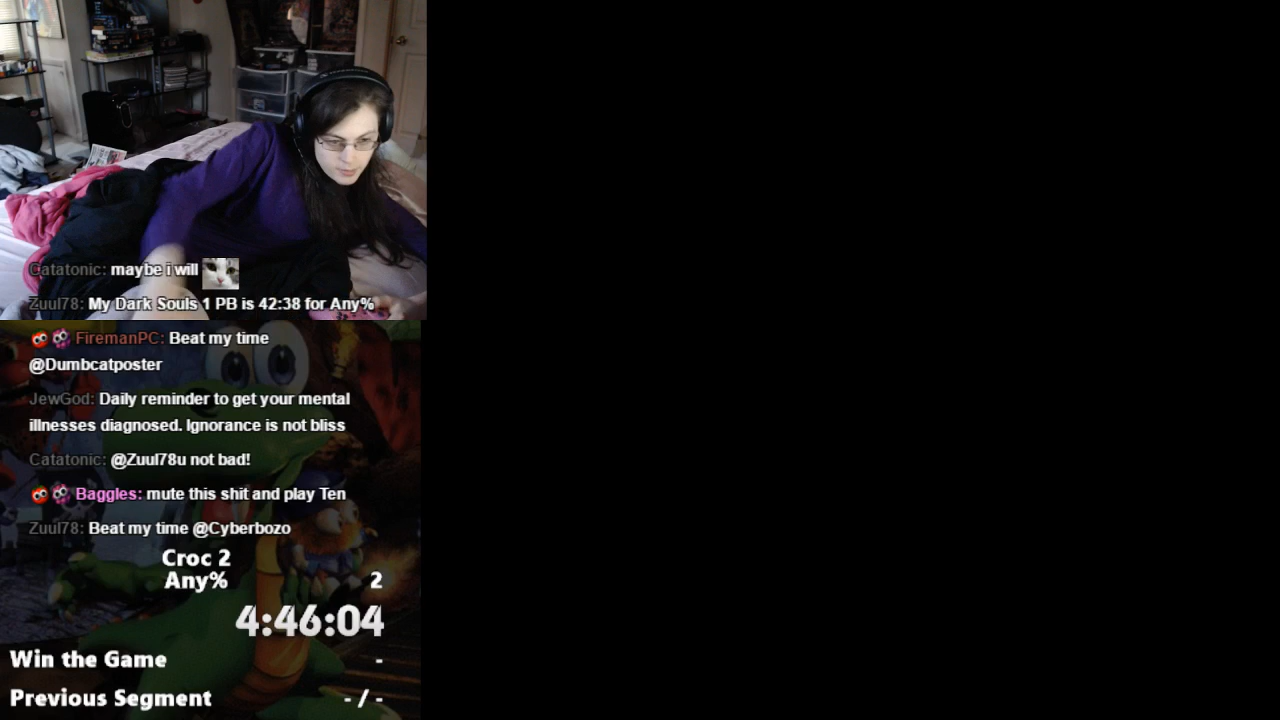 Catatonic: maybe i will
Zuul78: My Dark Souls 1 PB is 42:38 for Any%
FiremanPC: Beat my time
@Dumbcatposter
JewGod: Daily reminder to get your mental
illnesses diagnosed. Ignorance is not bliss
Catatonic: @Zuul78u not bad!
Baggles: mute this shit and play Ten
Zuul78: Beat my time @Cyberbozo
Croc 2
Any% 2
4:46:04
Win the Game -
Previous Segment - / -